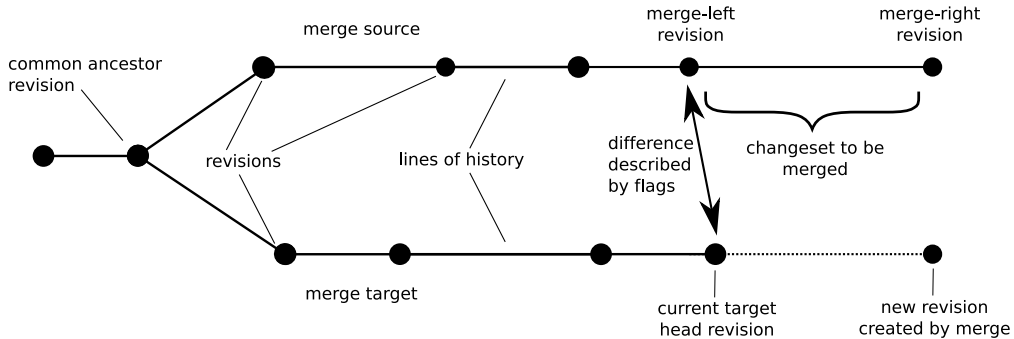 merge source
merge-left
revision
merge-right
revision
common ancestor
revision
revisions
lines of history
difference
described
by flags
changeset to be
merged
merge target
current target
head revision
new revision
created by merge